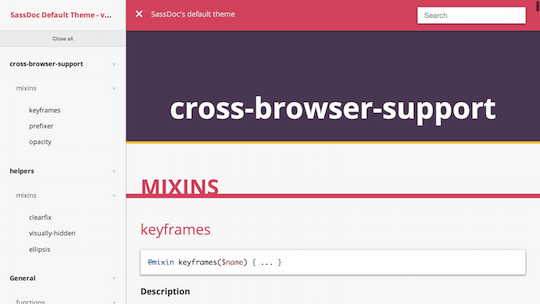 SassDoc Default Theme - v...
Close all
cross-browser-support
mixins
keyframes
prefixer
opacity
helpers
mixins
clearfix
visually-hidden
ellipsis
General
functions
SassDoc's default theme
Search
cross-browser-support
MIXINS
keyframes
@mixin keyframes($name) { ... }
Description